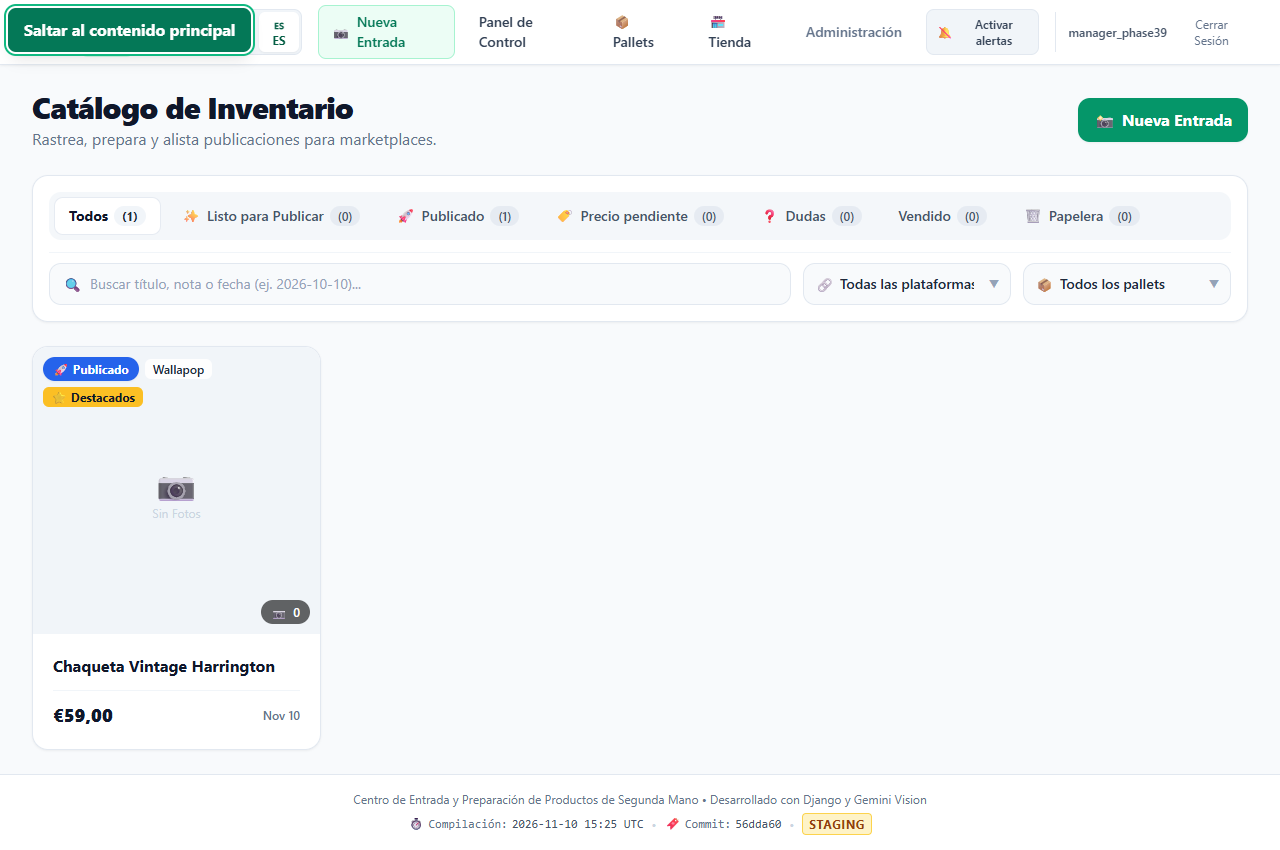 Saltar al contenido principal
ES
ES
Nueva
Entrada
Panel de
Control
Pallets
Tienda
Administración
Activar
alertas
manager_phase39
Cerrar
Sesión
Catálogo de Inventario
Rastrea, prepara y alista publicaciones para marketplaces.
Nueva Entrada
Todos (1)
Listo para Publicar (0)
Publicado (1)
Precio pendiente (0)
Dudas (0)
Vendido (0)
Papelera (0)
Buscar título, nota o fecha (ej. 2026-10-10)...
Todas las plataformas
Todos los pallets
Publicado
Wallapop
Destacados
Sin Fotos
0
Chaqueta Vintage Harrington
€59,00
Nov 10
Centro de Entrada y Preparación de Productos de Segunda Mano • Desarrollado con Django y Gemini Vision
Compilación: 2026-11-10 15:25 UTC • Commit: 56dda60 • STAGING